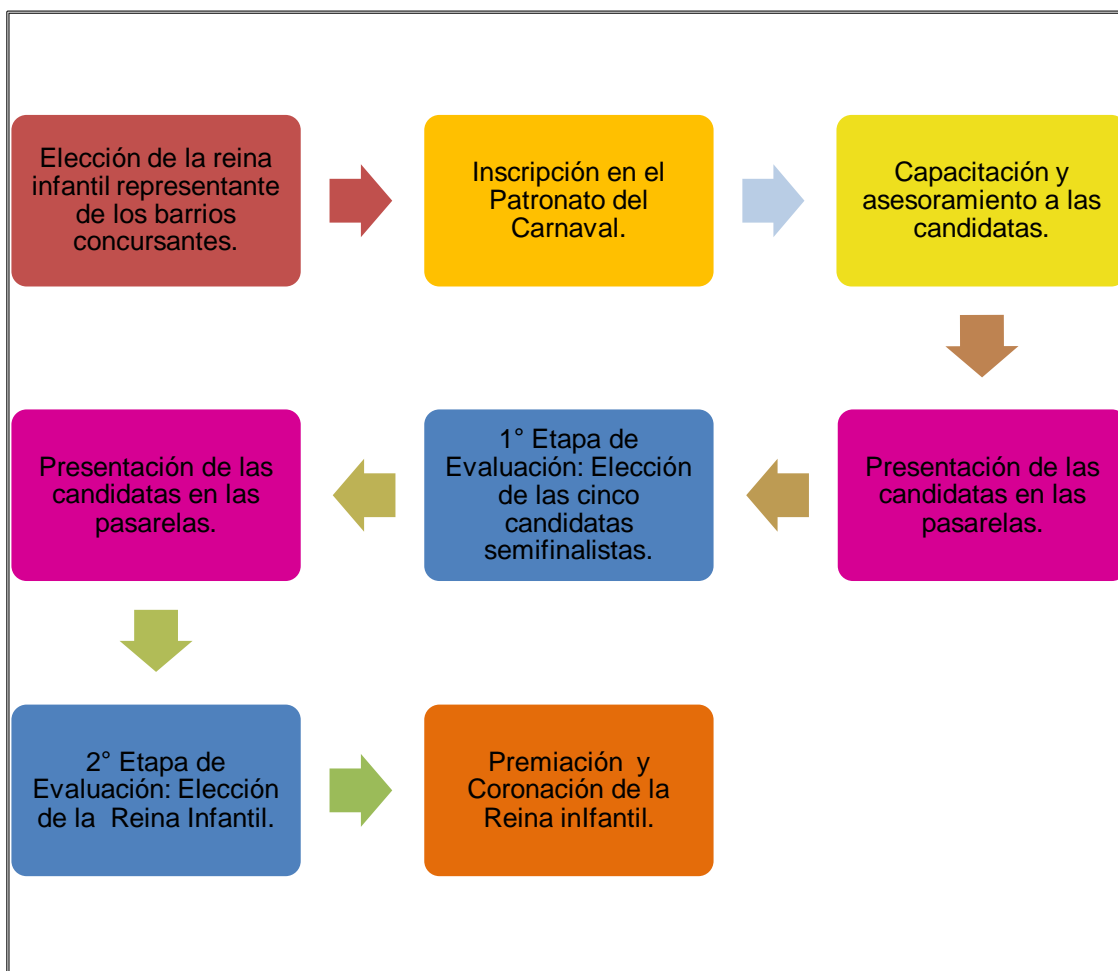 Elección de la reina
infantil representante
de los barrios
concursantes.
Inscripción en el
Patronato del
Carnaval.
Capacitación y
asesoramiento a las
candidatas.
Presentación de las
candidatas en las
pasarelas.
1° Etapa de
Evaluación: Elección
de las cinco
candidatas
semifinalistas.
Presentación de las
candidatas en las
pasarelas.
2° Etapa de
Evaluación: Elección
de la  Reina Infantil.
Premiación  y
Coronación de la
Reina inlfantil.